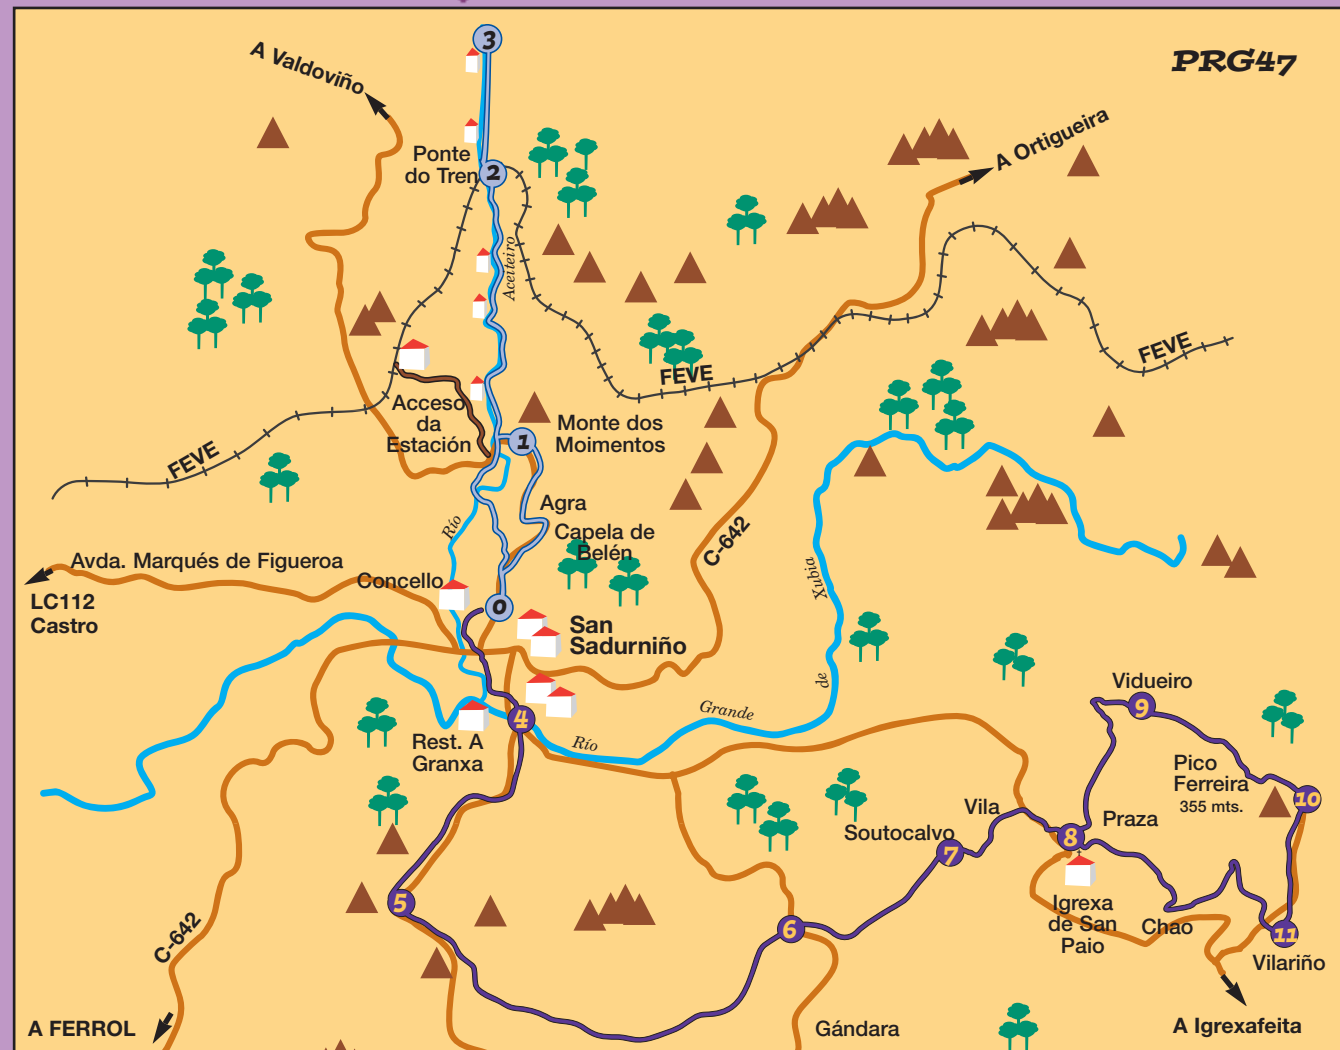 PRG47
3
A Valdoviño
A Ortigueira
Ponte
do Tren
2
Aceiteiro
FEVE
FEVE
Acceso
da
Estación
1
Monte dos
Moimentos
FEVE
Agra
Río
Capela de
Belén
C-642
Avda. Marqués de Figueroa
Concello
LC112
Castro
0
San
Sadurniño
Xubia
de
Grande
Río
4
Rest. A
Granxa
Vidueiro
9
Pico
Ferreira
355 mts.
10
Vila
Praza
Soutocalvo
7
8
5
6
Igrexa
de San
Paio
Chao
11
Vilariño
C-642
A FERROL
Gándara
A Igrexafeita